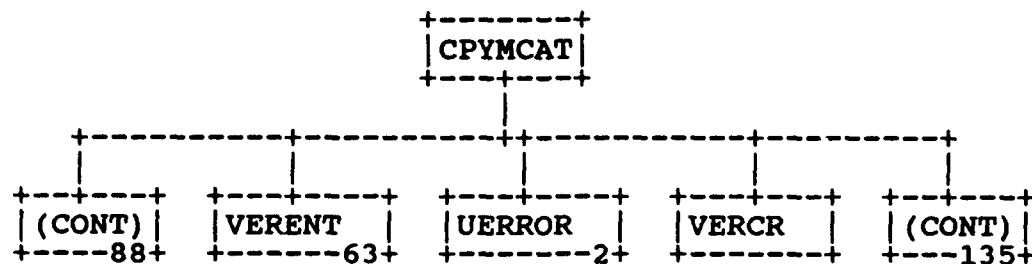 CPYMCAT
(CONT) VERENT UERROR VERCR (CONT)
88 63 2 135